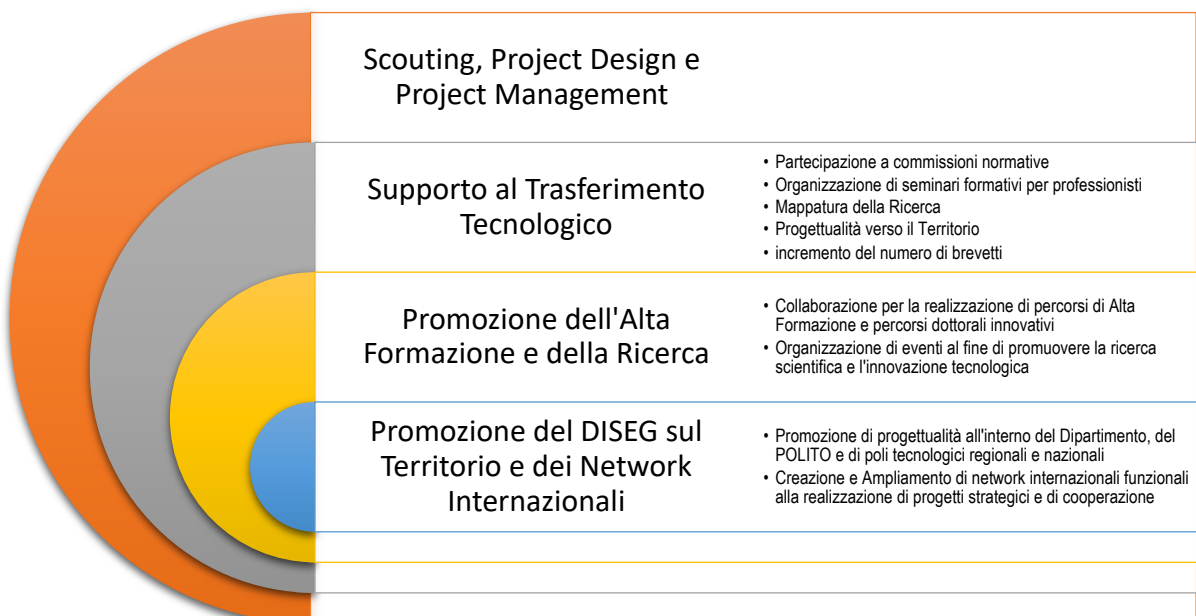 Scouting, Project Design e
Project Management
Supporto al Trasferimento
Tecnologico
• Partecipazione a commissioni normative
• Organizzazione di seminari formativi per professionisti
• Mappatura della Ricerca
• Progettualità verso il Territorio
• incremento del numero di brevetti
Promozione dell'Alta
Formazione e della Ricerca
• Collaborazione per la realizzazione di percorsi di Alta
Formazione e percorsi dottorali innovativi
• Organizzazione di eventi al fine di promuovere la ricerca
scientifica e l'innovazione tecnologica
Promozione del DISEG sul
Territorio e dei Network
Internazionali
• Promozione di progettualità all'interno del Dipartimento, del
POLITO e di poli tecnologici regionali e nazionali
• Creazione e Ampliamento di network internazionali funzionali
alla realizzazione di progetti strategici e di cooperazione